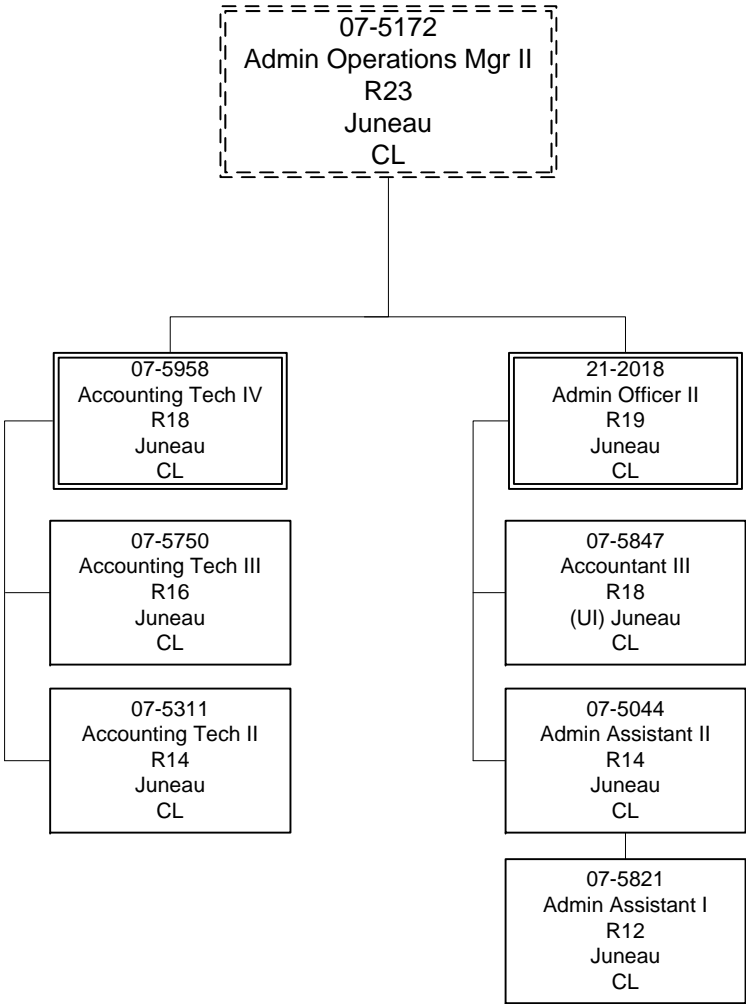 07-5172
Admin Operations Mgr II
R23
Juneau
CL
07-5958
Accounting Tech IV
R18
Juneau
CL
07-5750
Accounting Tech III
R16
Juneau
CL
07-5311
Accounting Tech II
R14
Juneau
CL
21-2018
Admin Officer II
R19
Juneau
CL
07-5847
Accountant III
R18
(UI) Juneau
CL
07-5044
Admin Assistant II
R14
Juneau
CL
07-5821
Admin Assistant I
R12
Juneau
CL